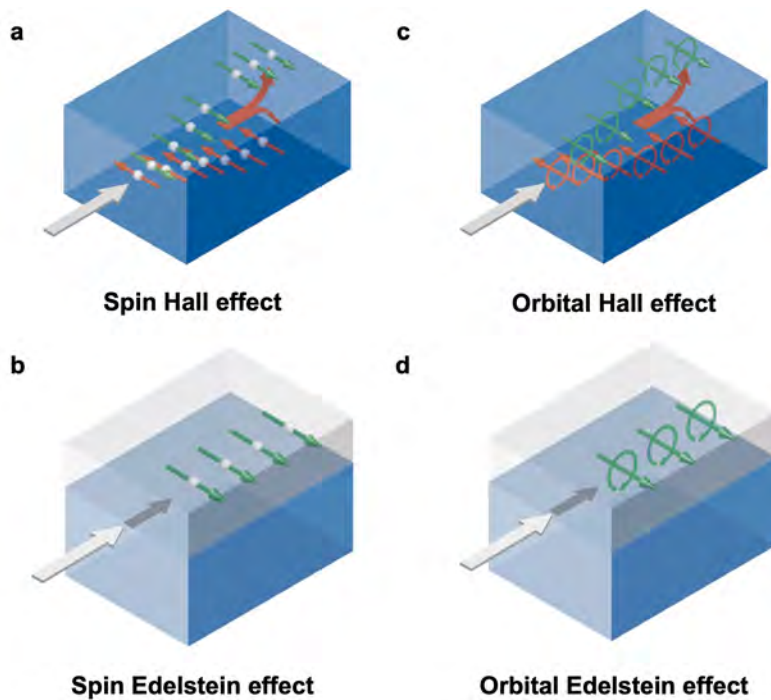 a
c
Spin Hall effect
Orbital Hall effect
b
d
Spin Edelstein effect
Orbital Edelstein effect